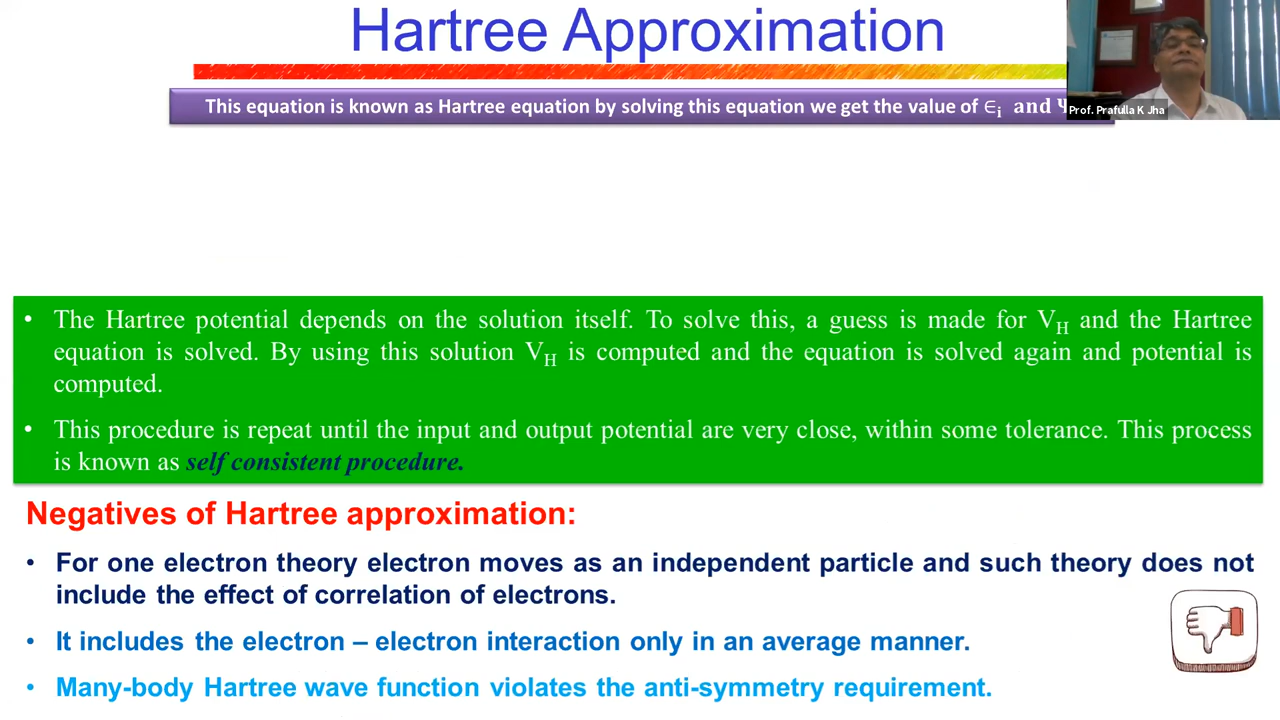 Hartree Approximation
This equation is known as Hartree equation by solving this equation we get the value of ∈i and Ψ
Prof. Prafulla K Jha
• The Hartree potential depends on the solution itself. To solve this, a guess is made for VH and the Hartree
equation is solved. By using this solution VH is computed and the equation is solved again and potential is
computed.
• This procedure is repeat until the input and output potential are very close, within some tolerance. This process
is known as self consistent procedure.
Negatives of Hartree approximation:
• For one electron theory electron moves as an independent particle and such theory does not
include the effect of correlation of electrons.
• It includes the electron – electron interaction only in an average manner.
• Many-body Hartree wave function violates the anti-symmetry requirement.